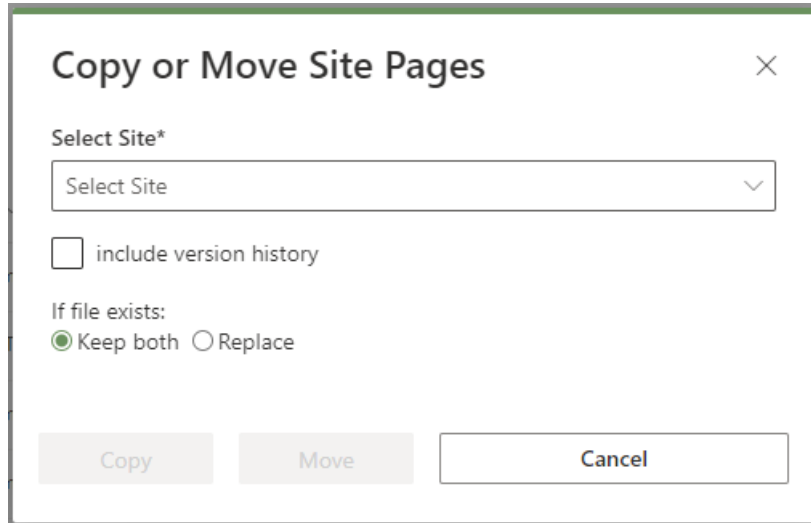 Copy or Move Site Pages
Select Site*
Select Site
include version history
If file exists:
Keep both Replace
Copy Move Cancel